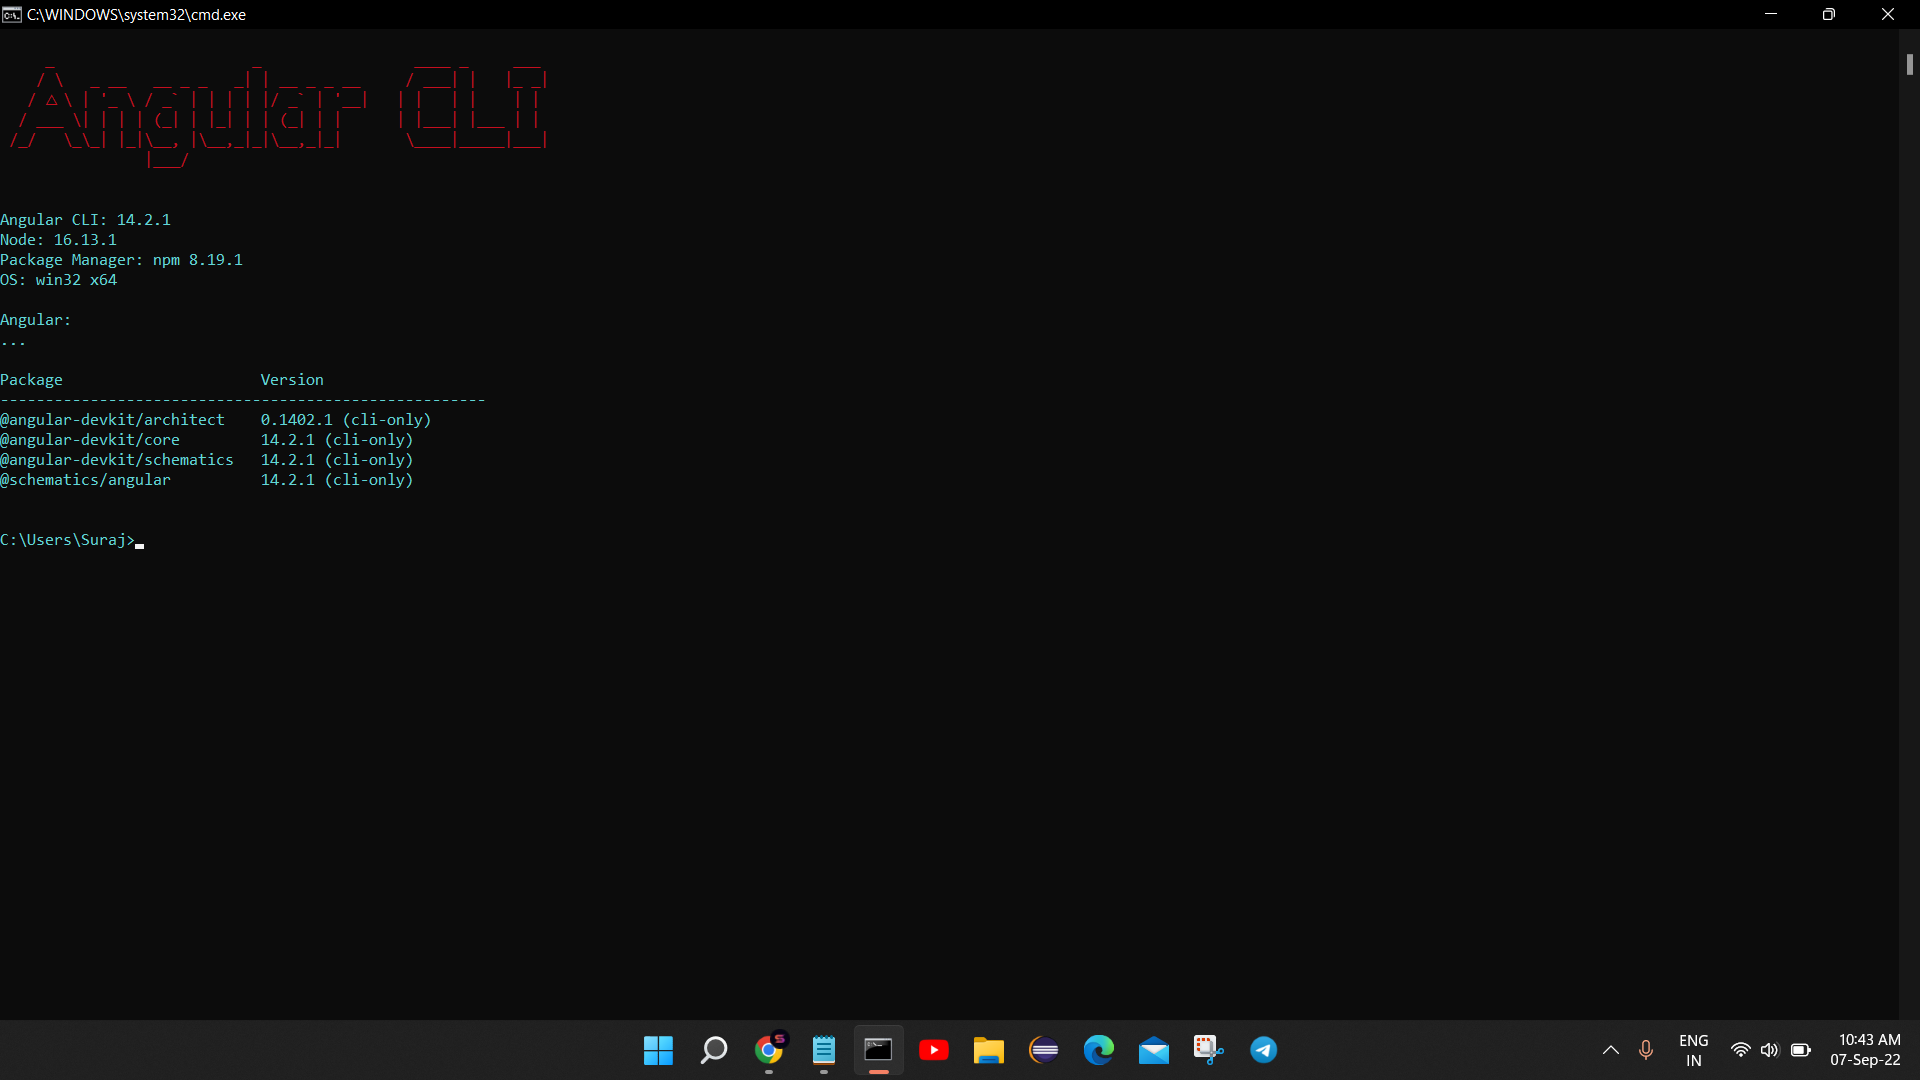 C:\WINDOWS\system32\cmd.exe
Angular CLI
Angular CLI: 14.2.1
Node: 16.13.1
Package Manager: npm 8.19.1
OS: win32 x64
Angular:
...
Package Version
------------------------------------------------------
@angular-devkit/architect 0.1402.1 (cli-only)
@angular-devkit/core 14.2.1 (cli-only)
@angular-devkit/schematics 14.2.1 (cli-only)
@schematics/angular 14.2.1 (cli-only)
C:\Users\Suraj>
ENG
IN
10:43 AM
07-Sep-22